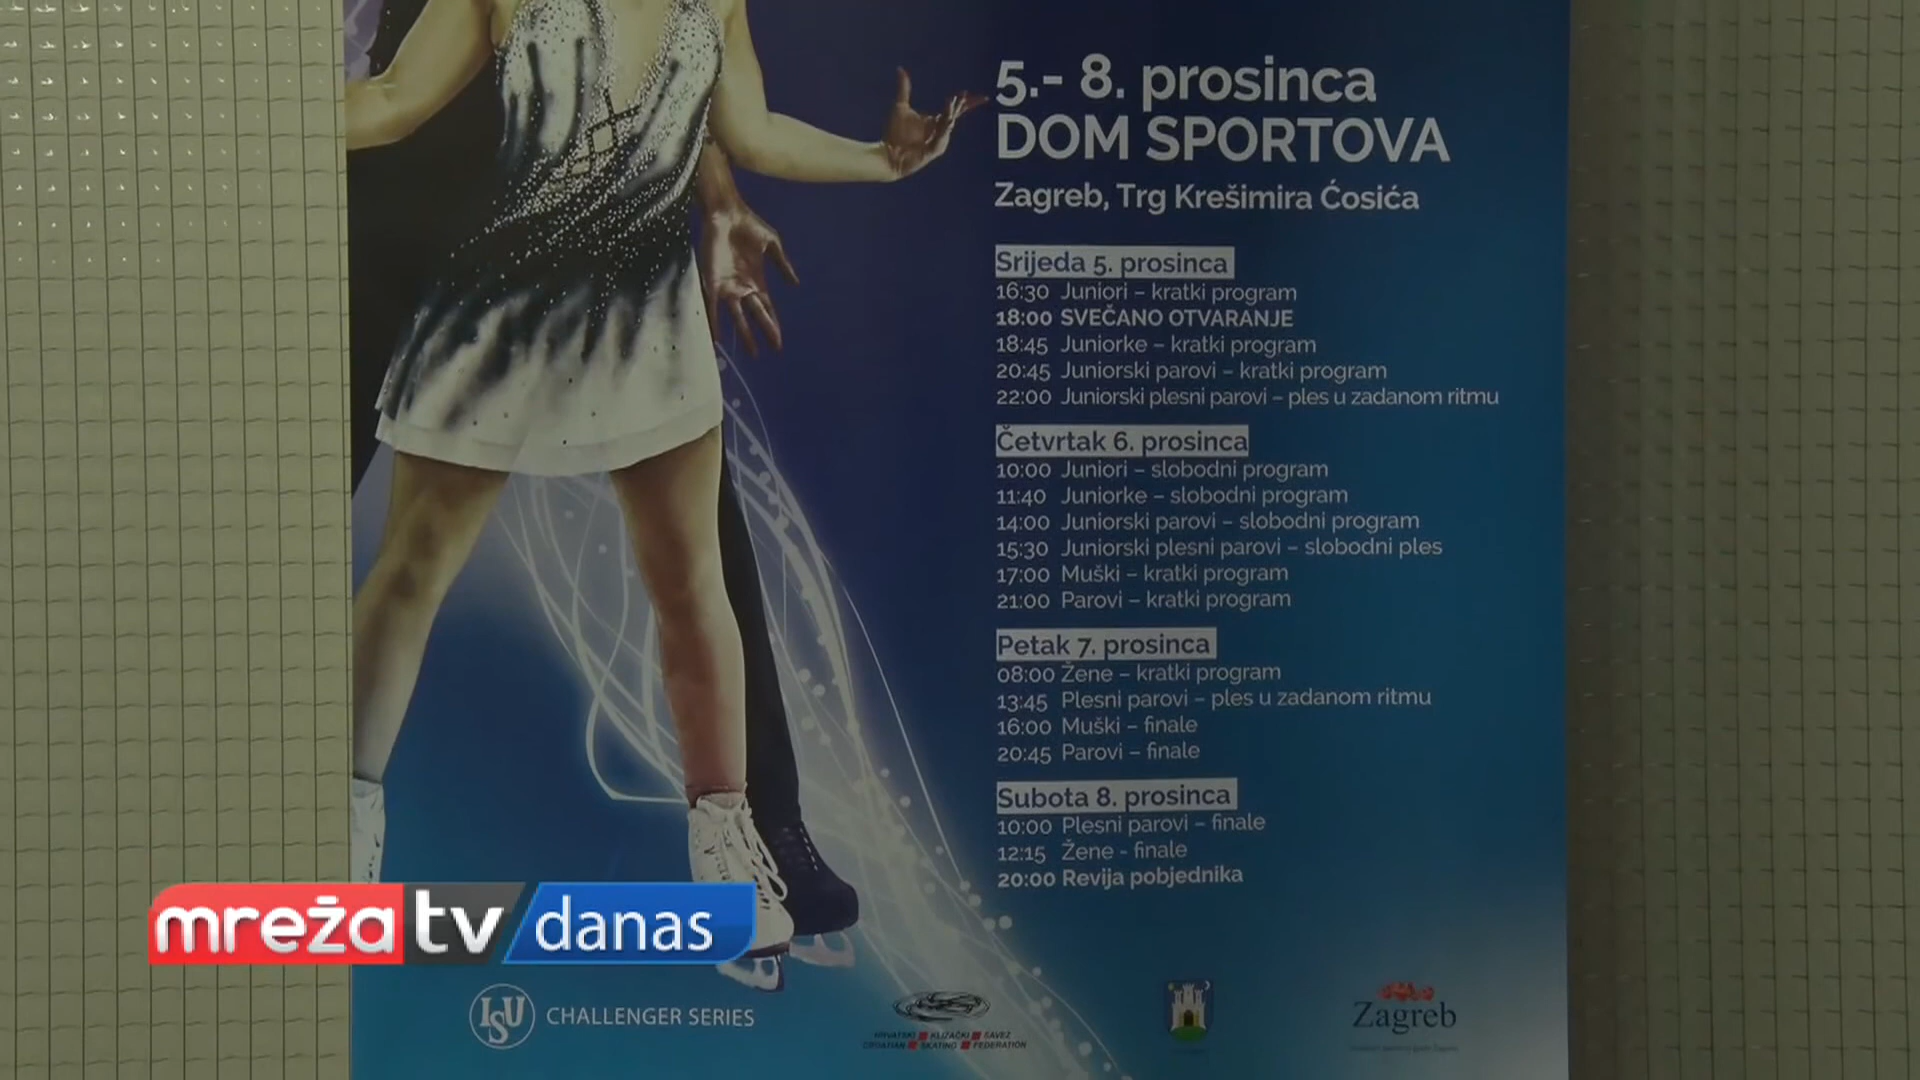 5.- 8. prosinca
DOM SPORTOVA
Zagreb, Trg Krešimira Ćosića
Srijeda 5. prosinca
16:30 Juniori – kratki program
18:00 SVEČANO OTVARANJE
18:45 Juniorke – kratki program
20:45 Juniorski parovi – kratki program
22:00 Juniorski plesni parovi – ples u zadanom ritmu
Četvrtak 6. prosinca
10:00 Juniori – slobodni program
11:40 Juniorke – slobodni program
14:00 Juniorski parovi – slobodni program
15:30 Juniorski plesni parovi – slobodni ples
17:00 Muški – kratki program
21:00 Parovi – kratki program
Petak 7. prosinca
08:00 Žene – kratki program
13:45 Plesni parovi – ples u zadanom ritmu
16:00 Muški – finale
20:45 Parovi – finale
Subota 8. prosinca
10:00 Plesni parovi – finale
12:15 Žene - finale
20:00 Revija pobjednika
mreža tv danas
ISU CHALLENGER SERIES
HRVATSKI KLIZAČKI SAVEZ
CROATIAN SKATING FEDERATION
Zagreb